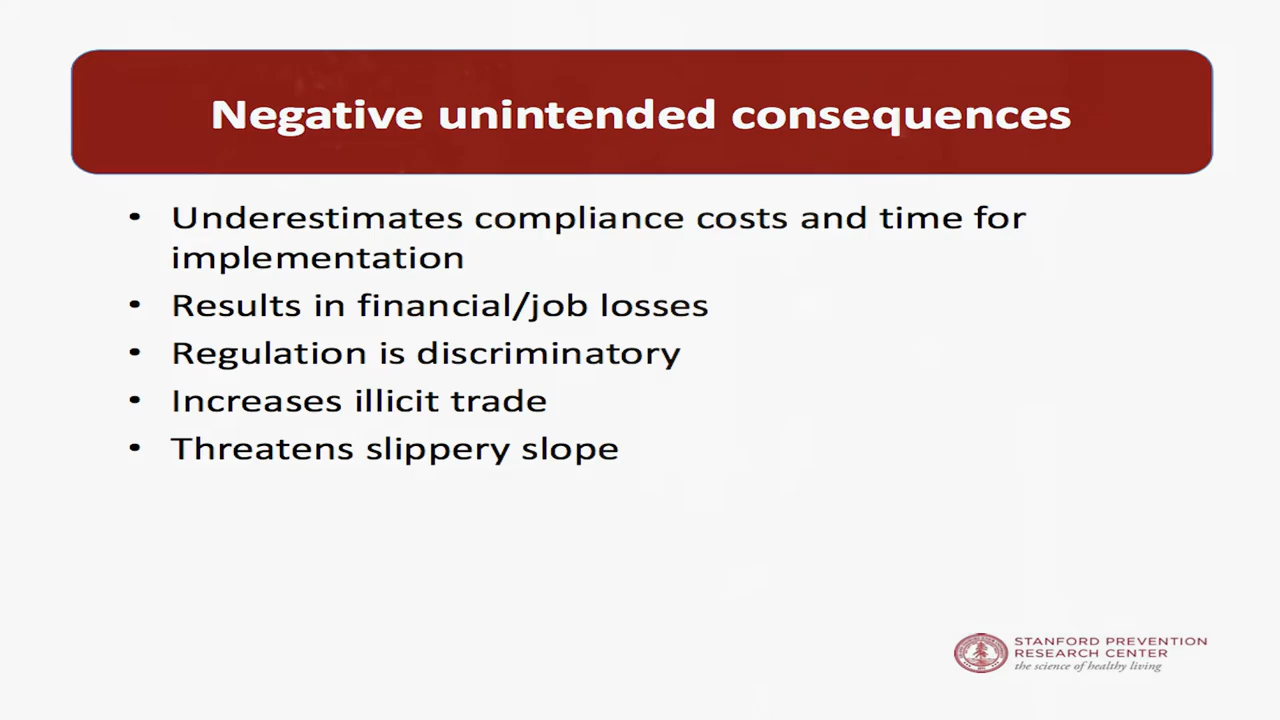 Negative unintended consequences
• Underestimates compliance costs and time for
implementation
• Results in financial/job losses
• Regulation is discriminatory
• Increases illicit trade
• Threatens slippery slope
STANFORD PREVENTION
RESEARCH CENTER
the science of healthy living